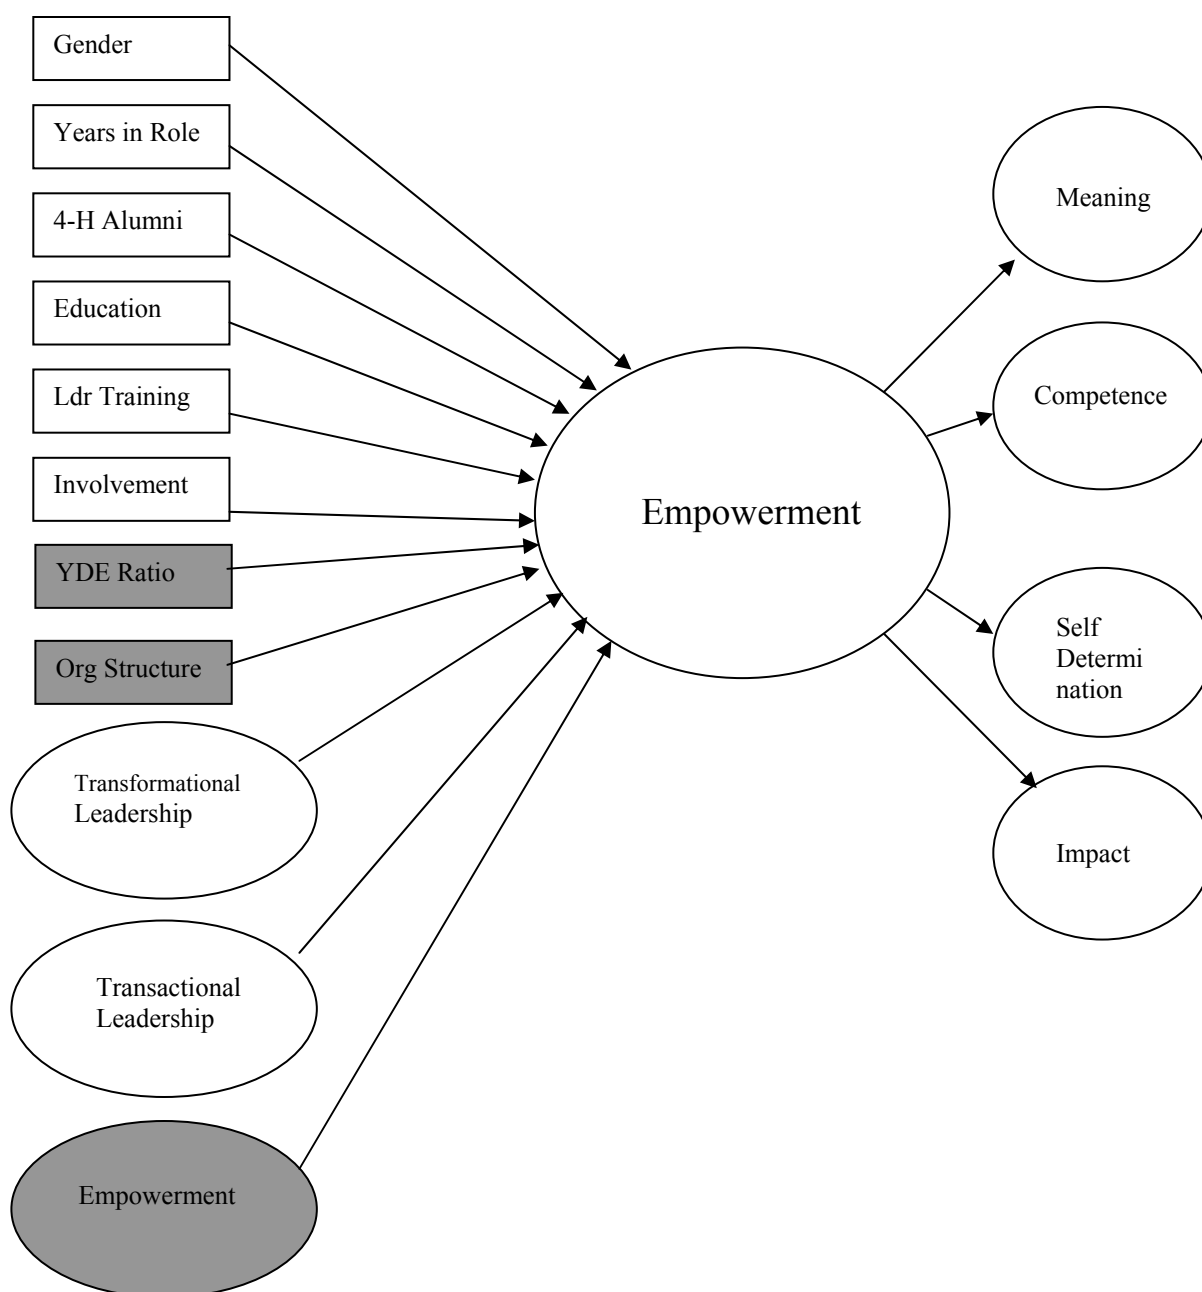 Gender
Years in Role
4-H Alumni
Education
Ldr Training
Involvement
YDE Ratio
Org Structure
Transformational
Leadership
Transactional
Leadership
Empowerment
Empowerment
Meaning
Competence
Self
Determi
nation
Impact